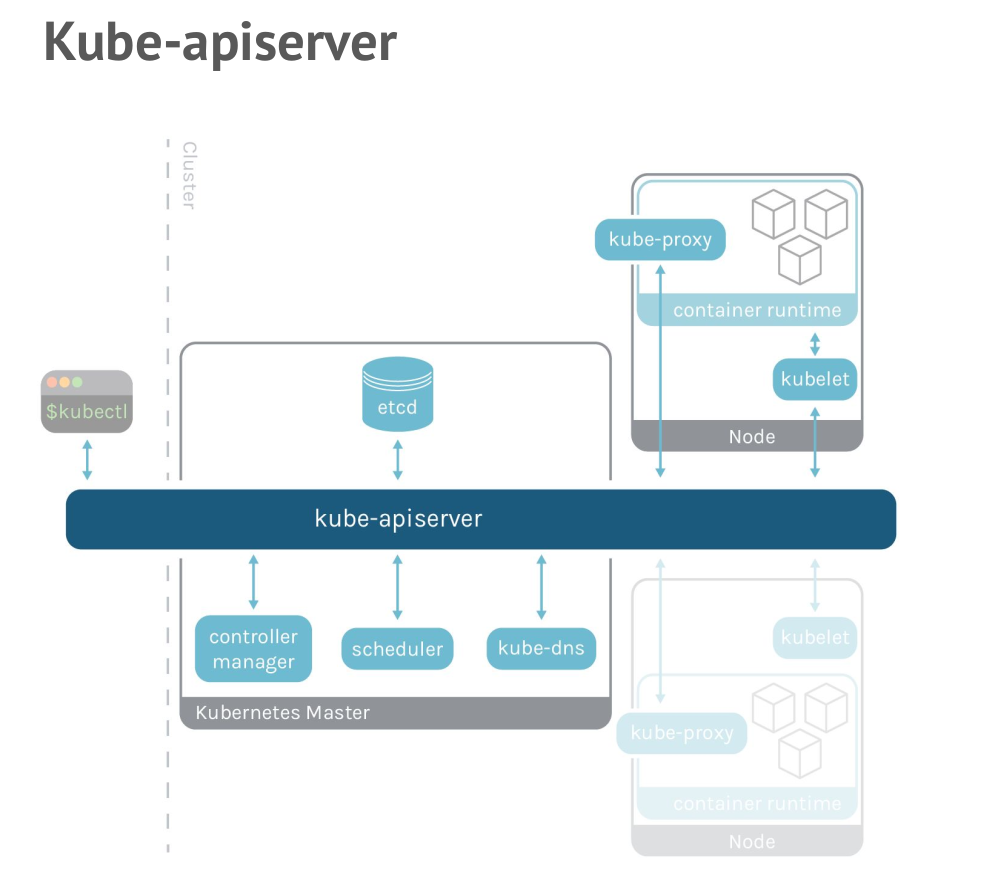 Kube-apiserver
Cluster
kube-proxy
container runtime
kubelet
Node
etcd
$kubectl
kube-apiserver
controller
manager
scheduler
kube-dns
Kubernetes Master
kubelet
kube-proxy
container runtime
Node